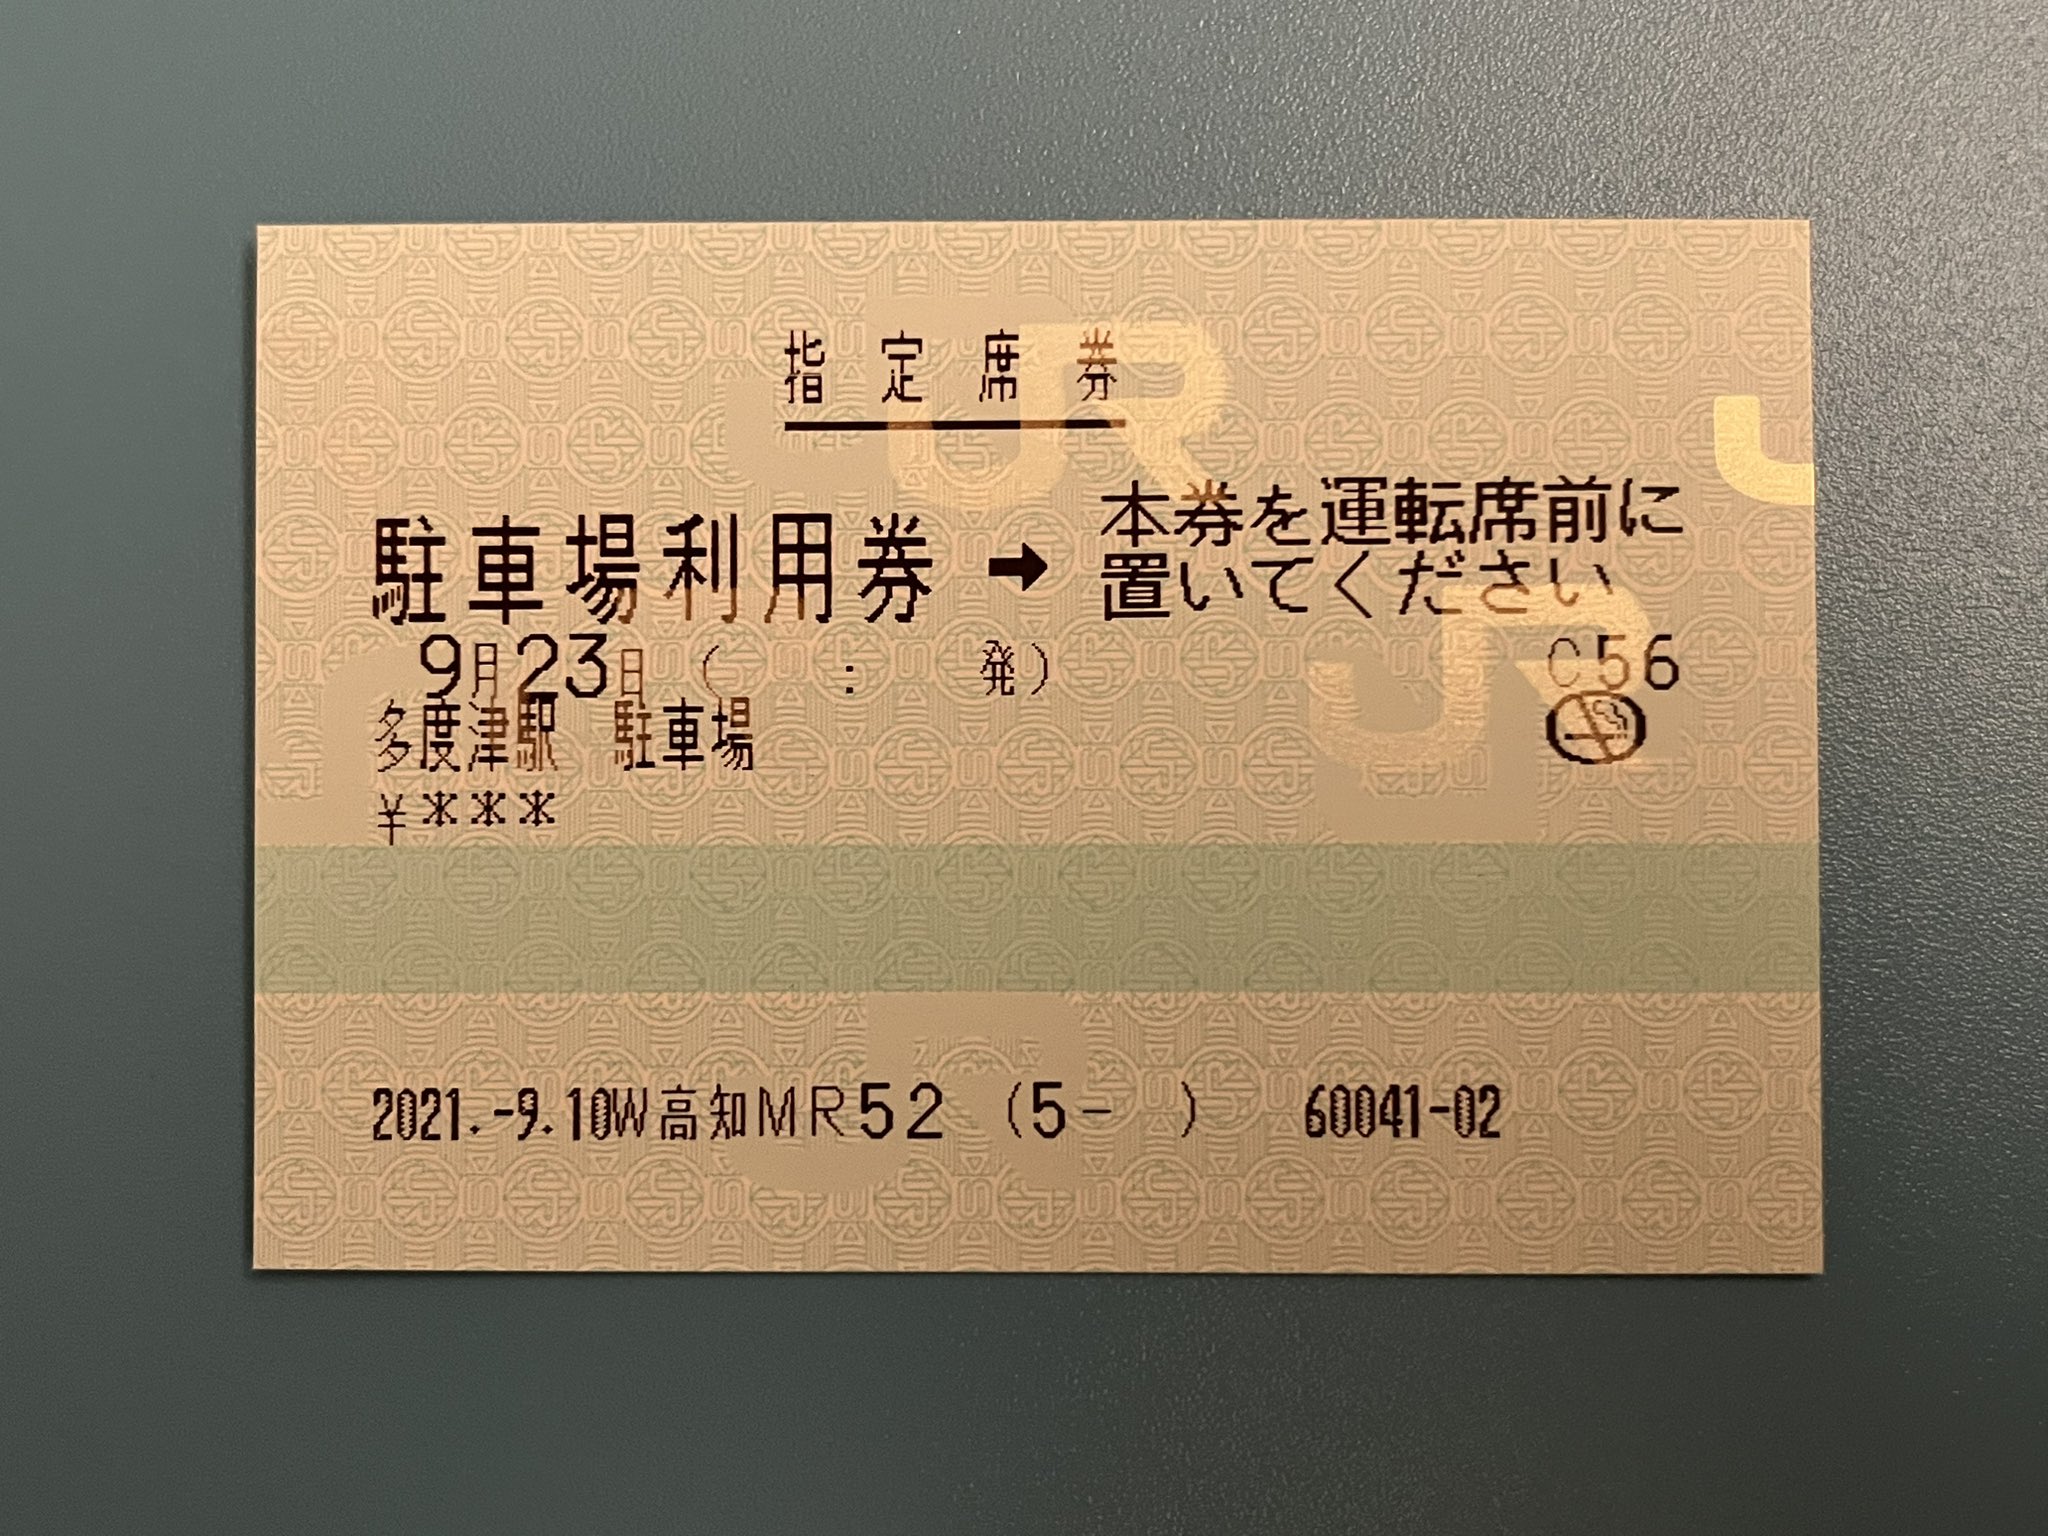 指定席券
駐車場利用券 ➡ 本券を運転席前に
置いてください
9月23日 ( : 発) C56
多度津駅 駐車場
¥***
2021.-9.10W高知MR52 (5- ) 60041-02